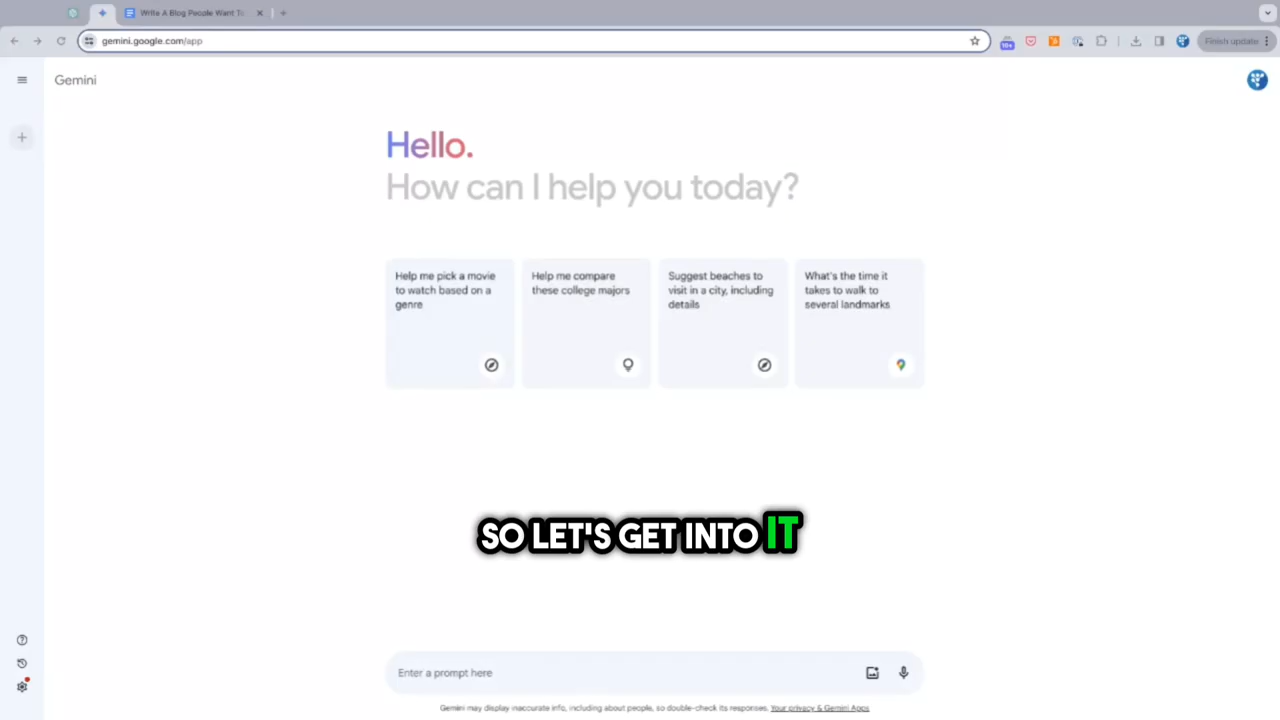 Write A Blog People Want To
gemini.google.com/app
Finish update
Gemini
Hello.
How can I help you today?
Help me pick a movie
to watch based on a
genre
Help me compare
these college majors
Suggest beaches to
visit in a city, including
details
What's the time it
takes to walk to
several landmarks
SO LET'S GET INTO IT
Enter a prompt here
Gemini may display inaccurate info, including about people, so double-check its responses. Your privacy & Gemini Apps